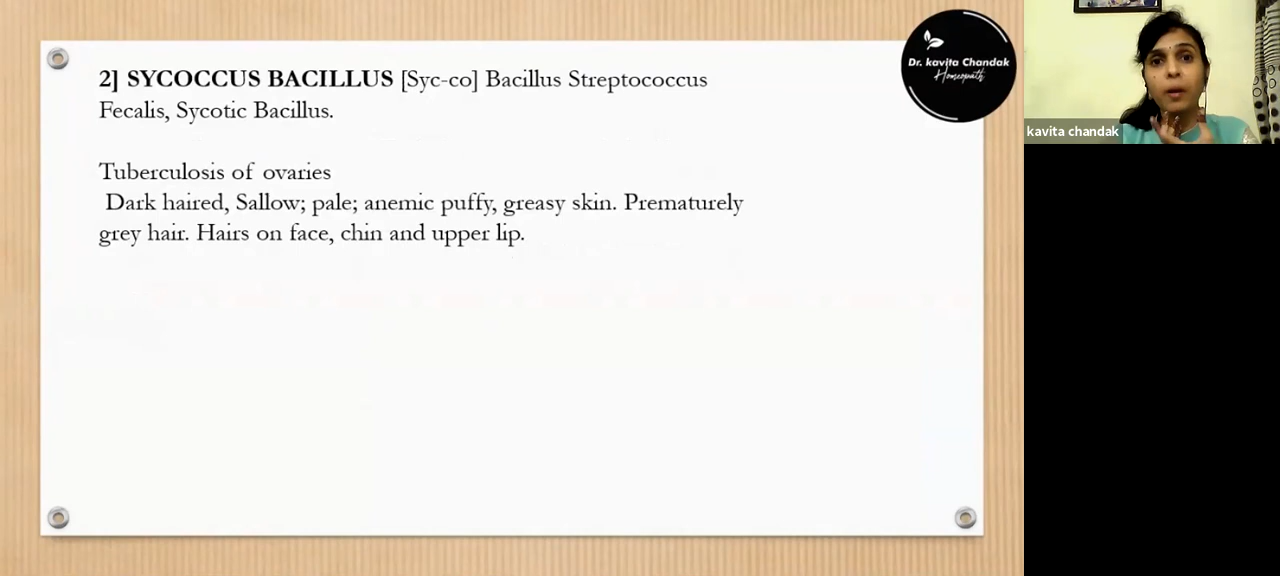 2] SYCOCCUS BACILLUS [Syc-co] Bacillus Streptococcus
Fecalis, Sycotic Bacillus.
Tuberculosis of ovaries
Dark haired, Sallow; pale; anemic puffy, greasy skin. Prematurely
grey hair. Hairs on face, chin and upper lip.
Dr. kavita Chandak
Homeopath
kavita chandak